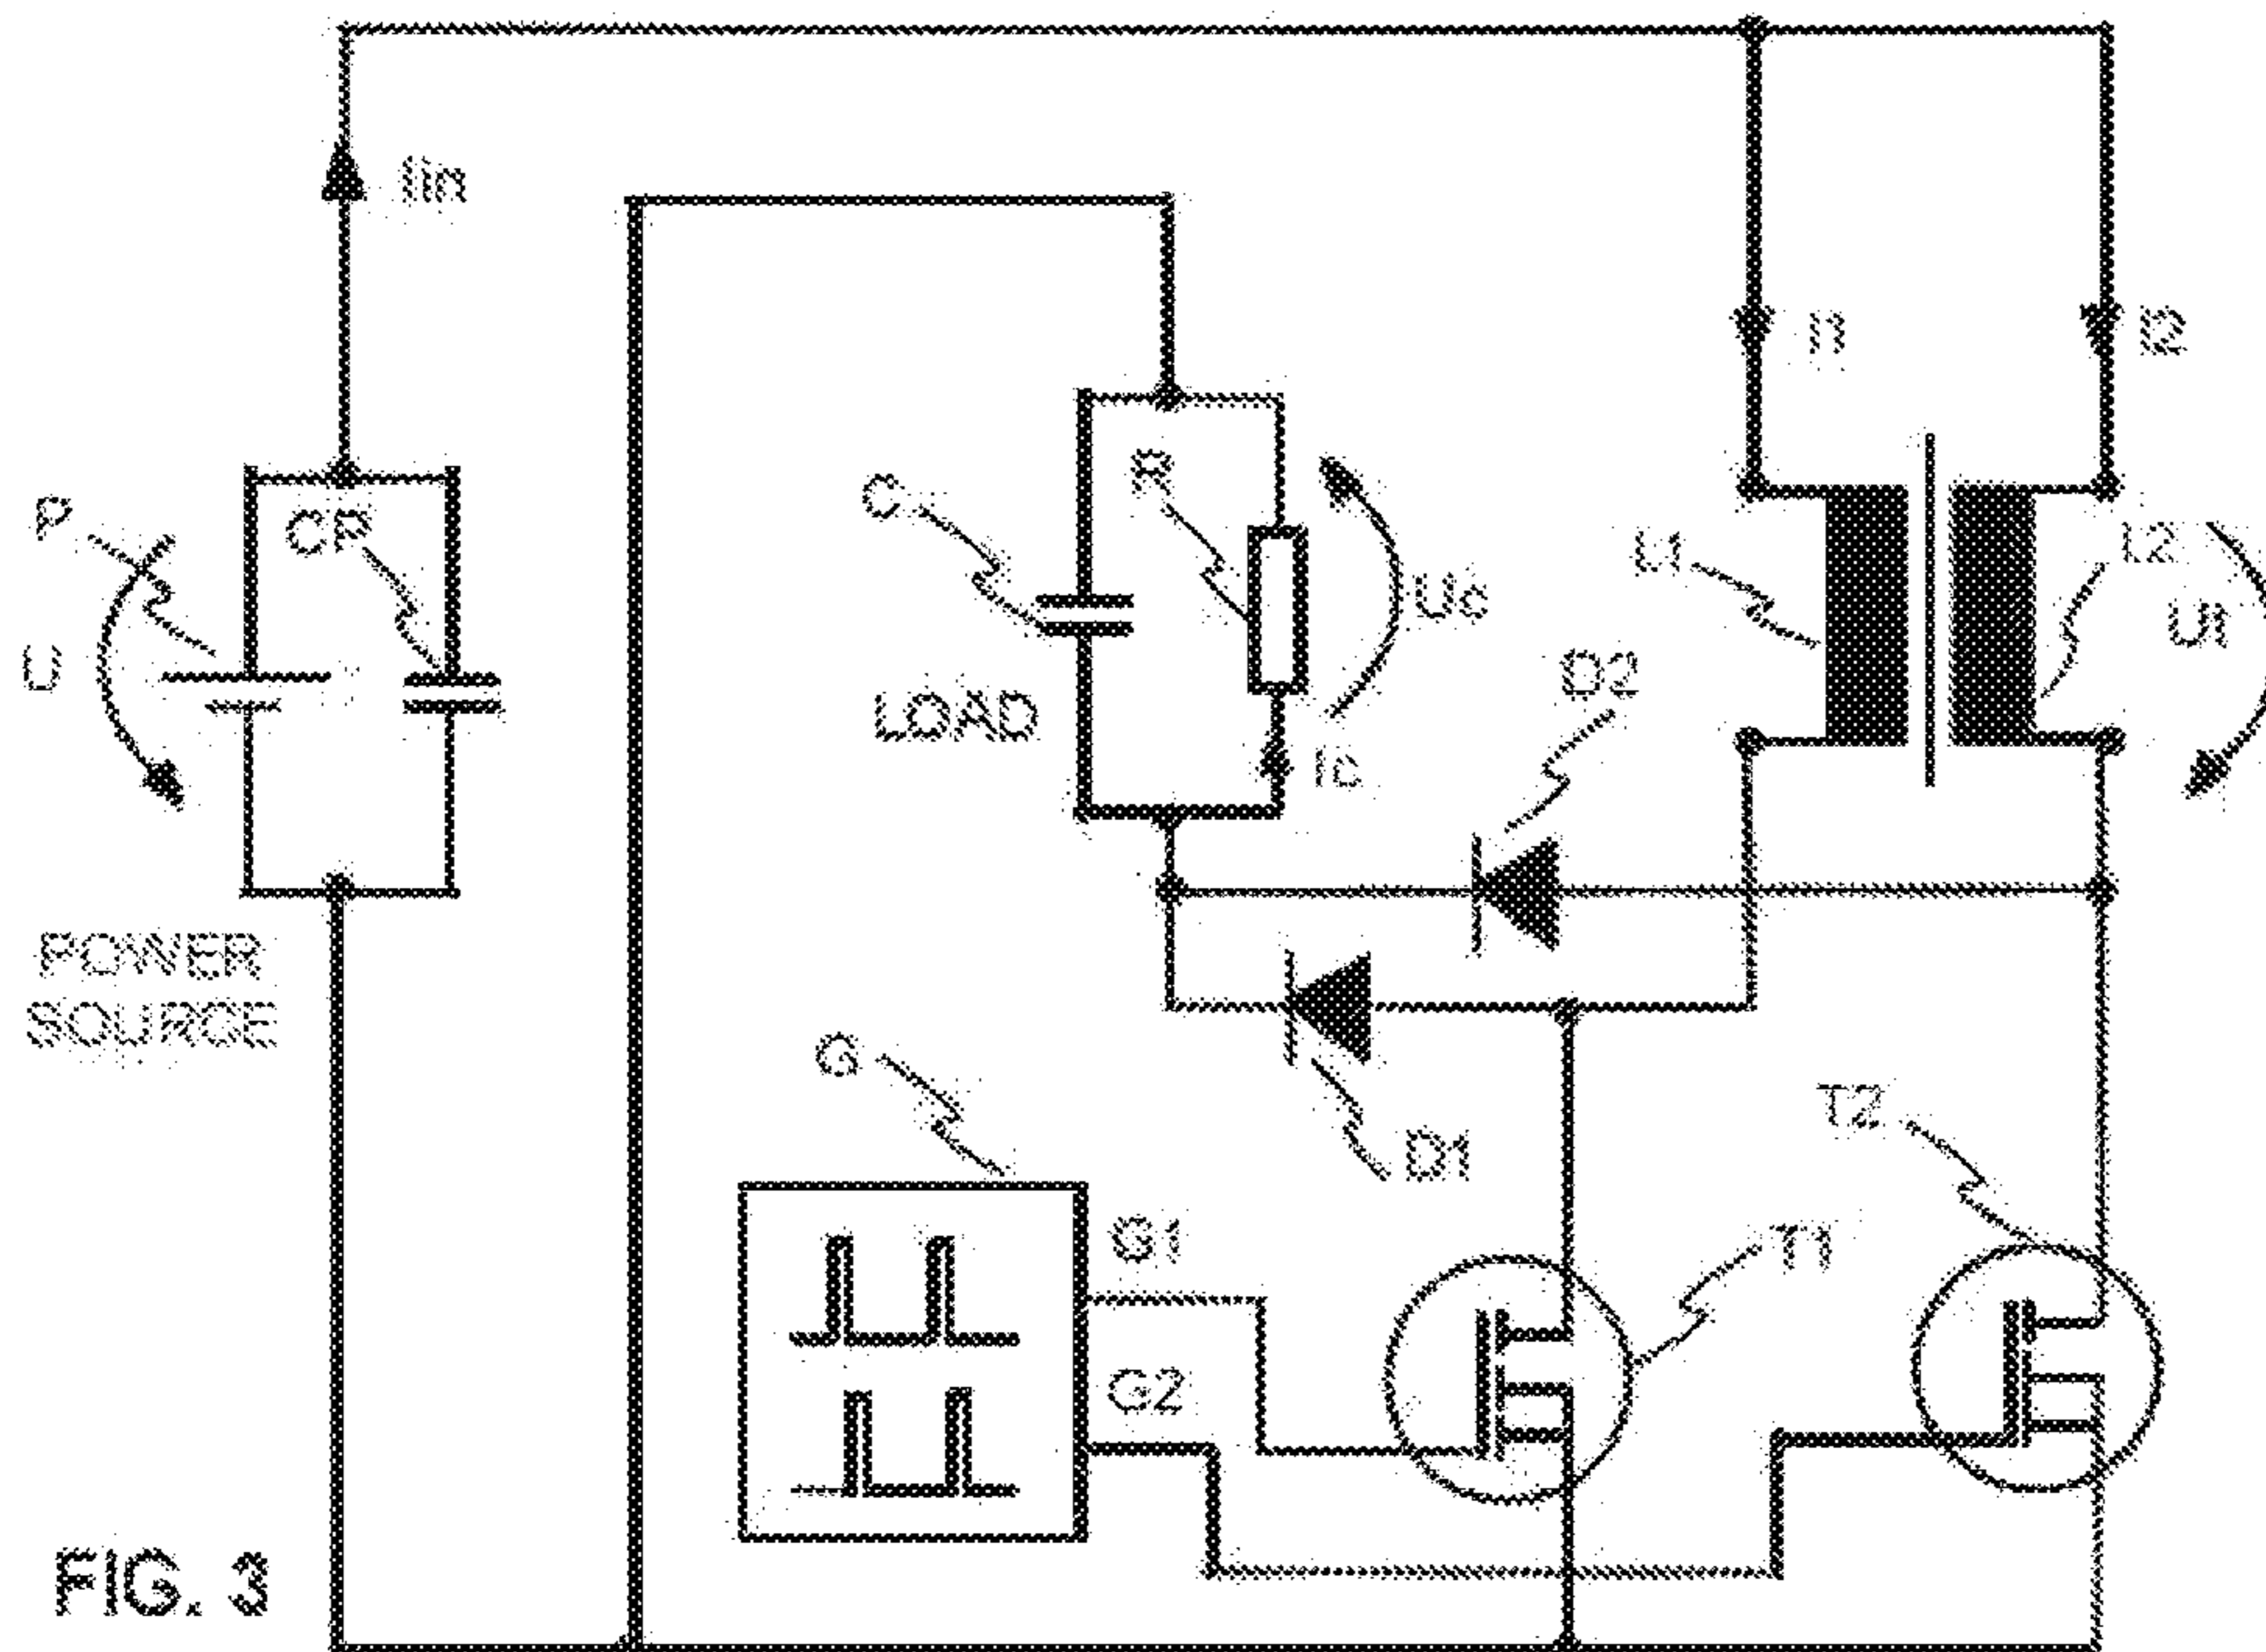 Iin
I1
I2
P
CP
U
C
R
Uc
L1
L2
Ut
D2
LOAD
Ic
POWER
SOURCE
G
D1
T2
G1
T1
G2
FIG. 3